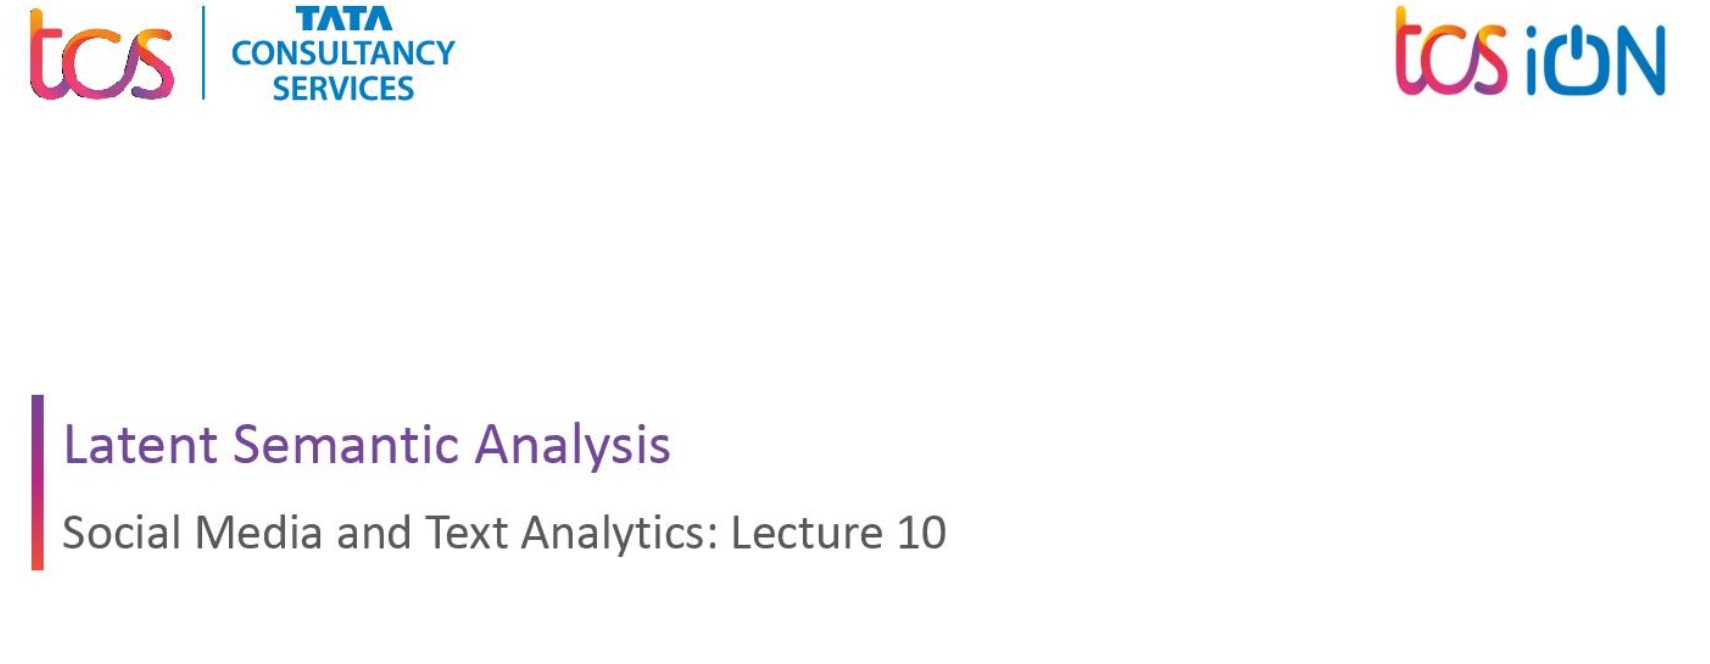 tcs
TATA
CONSULTANCY
SERVICES
tcs iON
Latent Semantic Analysis
Social Media and Text Analytics: Lecture 10